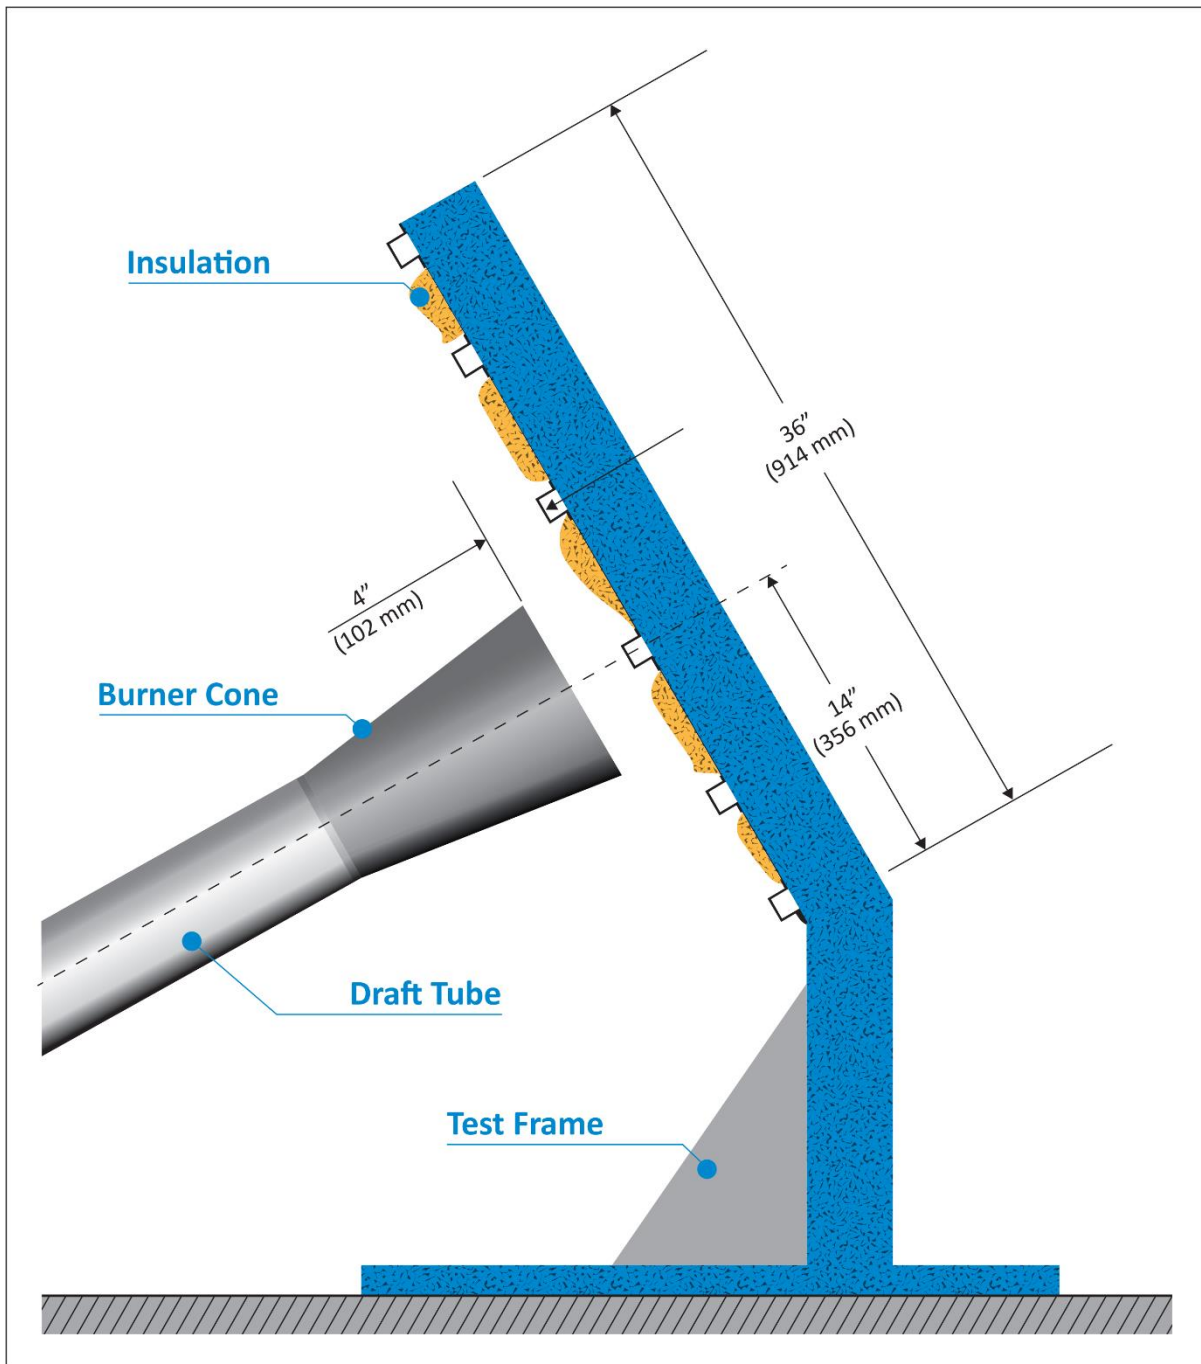 Insulation
36”
(914 mm)
4”
(102 mm)
14”
(356 mm)
Burner Cone
Draft Tube
Test Frame